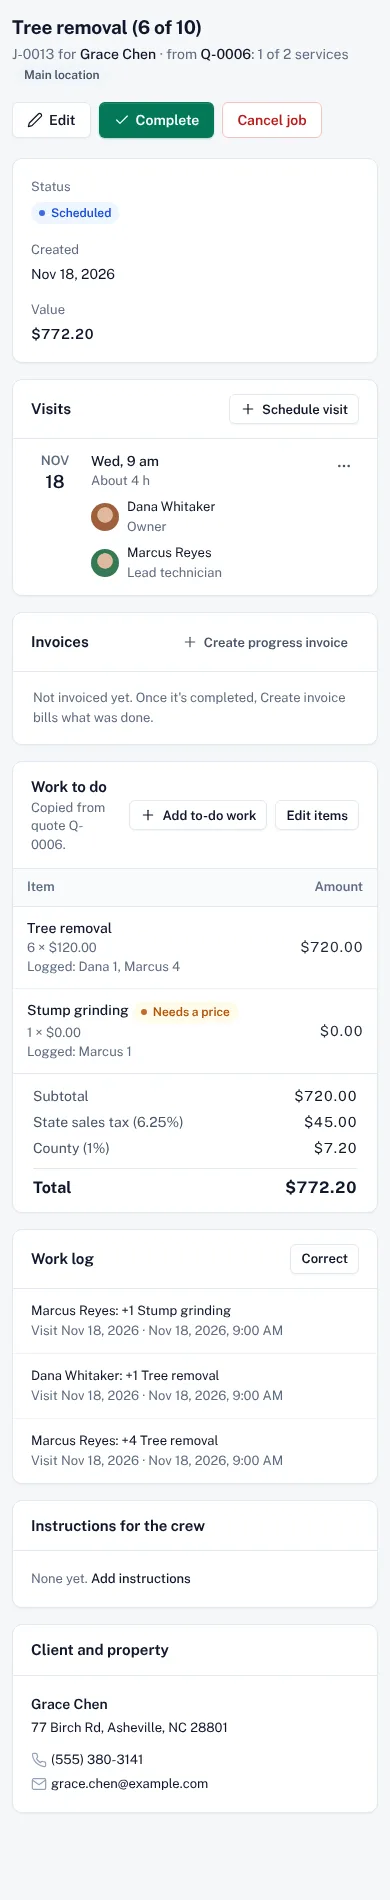 Tree removal (6 of 10)
J-0013 for Grace Chen · from Q-0006: 1 of 2 services
Main location
Edit
Complete
Cancel job
Status
Scheduled
Created
Nov 18, 2026
Value
$772.20
Visits
Schedule visit
NOV
18
Wed, 9 am
About 4 h
Dana Whitaker
Owner
Marcus Reyes
Lead technician
Invoices
Create progress invoice
Not invoiced yet. Once it's completed, Create invoice
bills what was done.
Work to do
Copied from
quote Q-
0006.
Add to-do work
Edit items
Item Amount
Tree removal
6 × $120.00
Logged: Dana 1, Marcus 4
$720.00
Stump grinding Needs a price
1 × $0.00
Logged: Marcus 1
$0.00
Subtotal $720.00
State sales tax (6.25%) $45.00
County (1%) $7.20
Total $772.20
Work log
Correct
Marcus Reyes: +1 Stump grinding
Visit Nov 18, 2026 · Nov 18, 2026, 9:00 AM
Dana Whitaker: +1 Tree removal
Visit Nov 18, 2026 · Nov 18, 2026, 9:00 AM
Marcus Reyes: +4 Tree removal
Visit Nov 18, 2026 · Nov 18, 2026, 9:00 AM
Instructions for the crew
None yet. Add instructions
Client and property
Grace Chen
77 Birch Rd, Asheville, NC 28801
(555) 380-3141
grace.chen@example.com